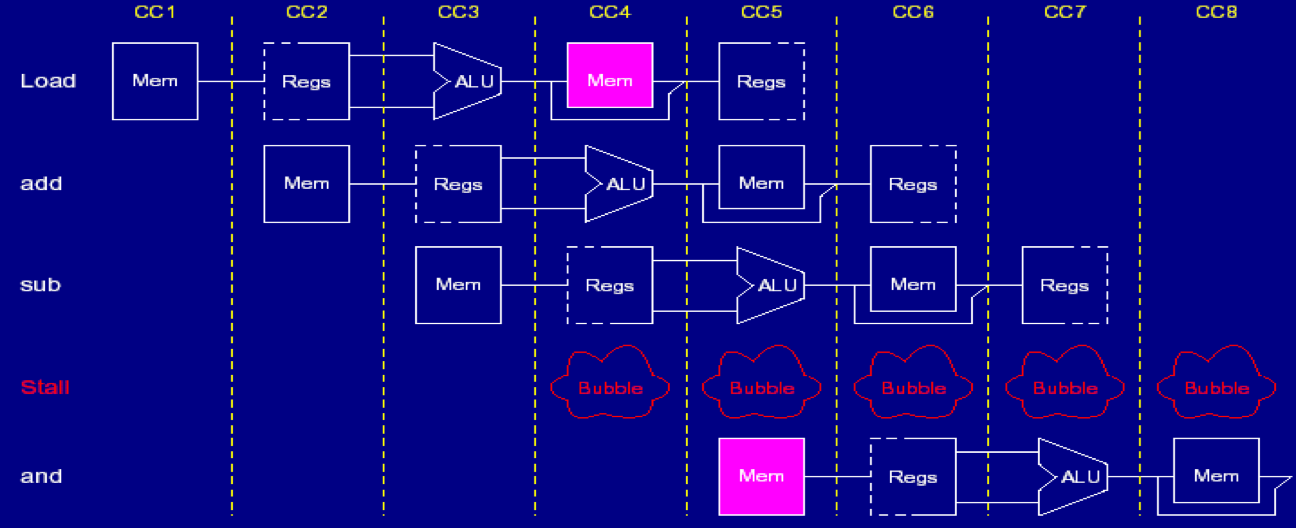 CC1 CC2 CC3 CC4 CC5 CC6 CC7 CC8
Load Mem Regs ALU Mem Regs
add Mem Regs ALU Mem Regs
sub Mem Regs ALU Mem Regs
Stall Bubble Bubble Bubble Bubble Bubble
and Mem Regs ALU Mem